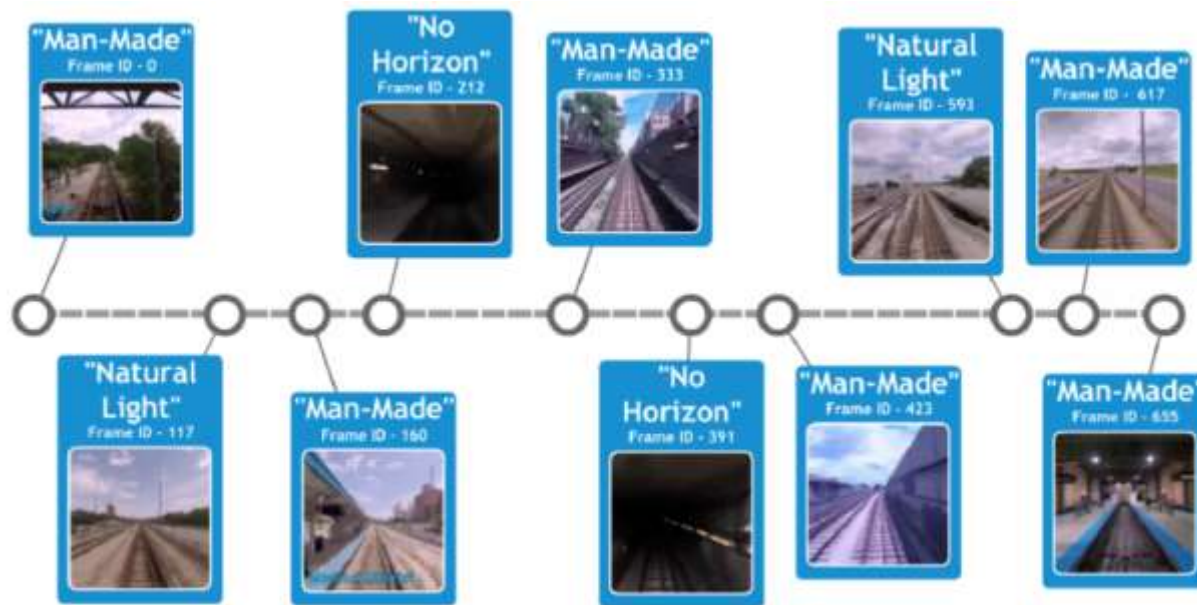 "Man-Made"
Frame ID - 0
"No
Horizon"
Frame ID - 212
"Man-Made"
Frame ID - 333
"Natural
Light"
Frame ID - 593
"Man-Made"
Frame ID - 617
"Natural
Light"
Frame ID - 117
"Man-Made"
Frame ID - 160
"No
Horizon"
Frame ID - 391
"Man-Made"
Frame ID - 423
"Man-Made"
Frame ID - 655